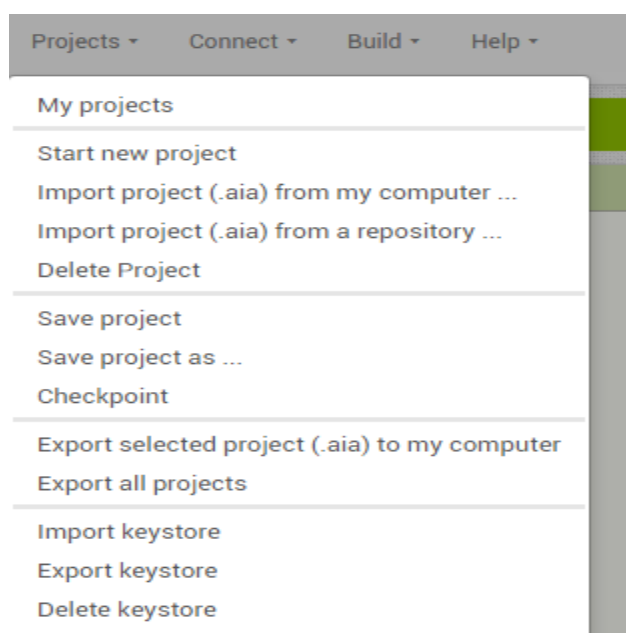 Projects Connect Build Help
My projects
Start new project
Import project (.aia) from my computer ...
Import project (.aia) from a repository ...
Delete Project
Save project
Save project as ...
Checkpoint
Export selected project (.aia) to my computer
Export all projects
Import keystore
Export keystore
Delete keystore